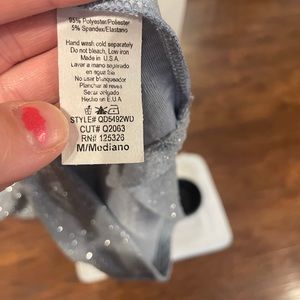 95% Polyester/Poliester
5% Spandex/Elastano
Hand wash cold separately
Do not bleach, Low iron
Made in U.S.A.
Lavar a mano seperado
en agua fria
No usar blanqueador
Planchar al reves
Secar colgado
Hecho en E.U.A
STYLE# QD5492WD
CUT# Q2063
RN# 125326
M/Mediano